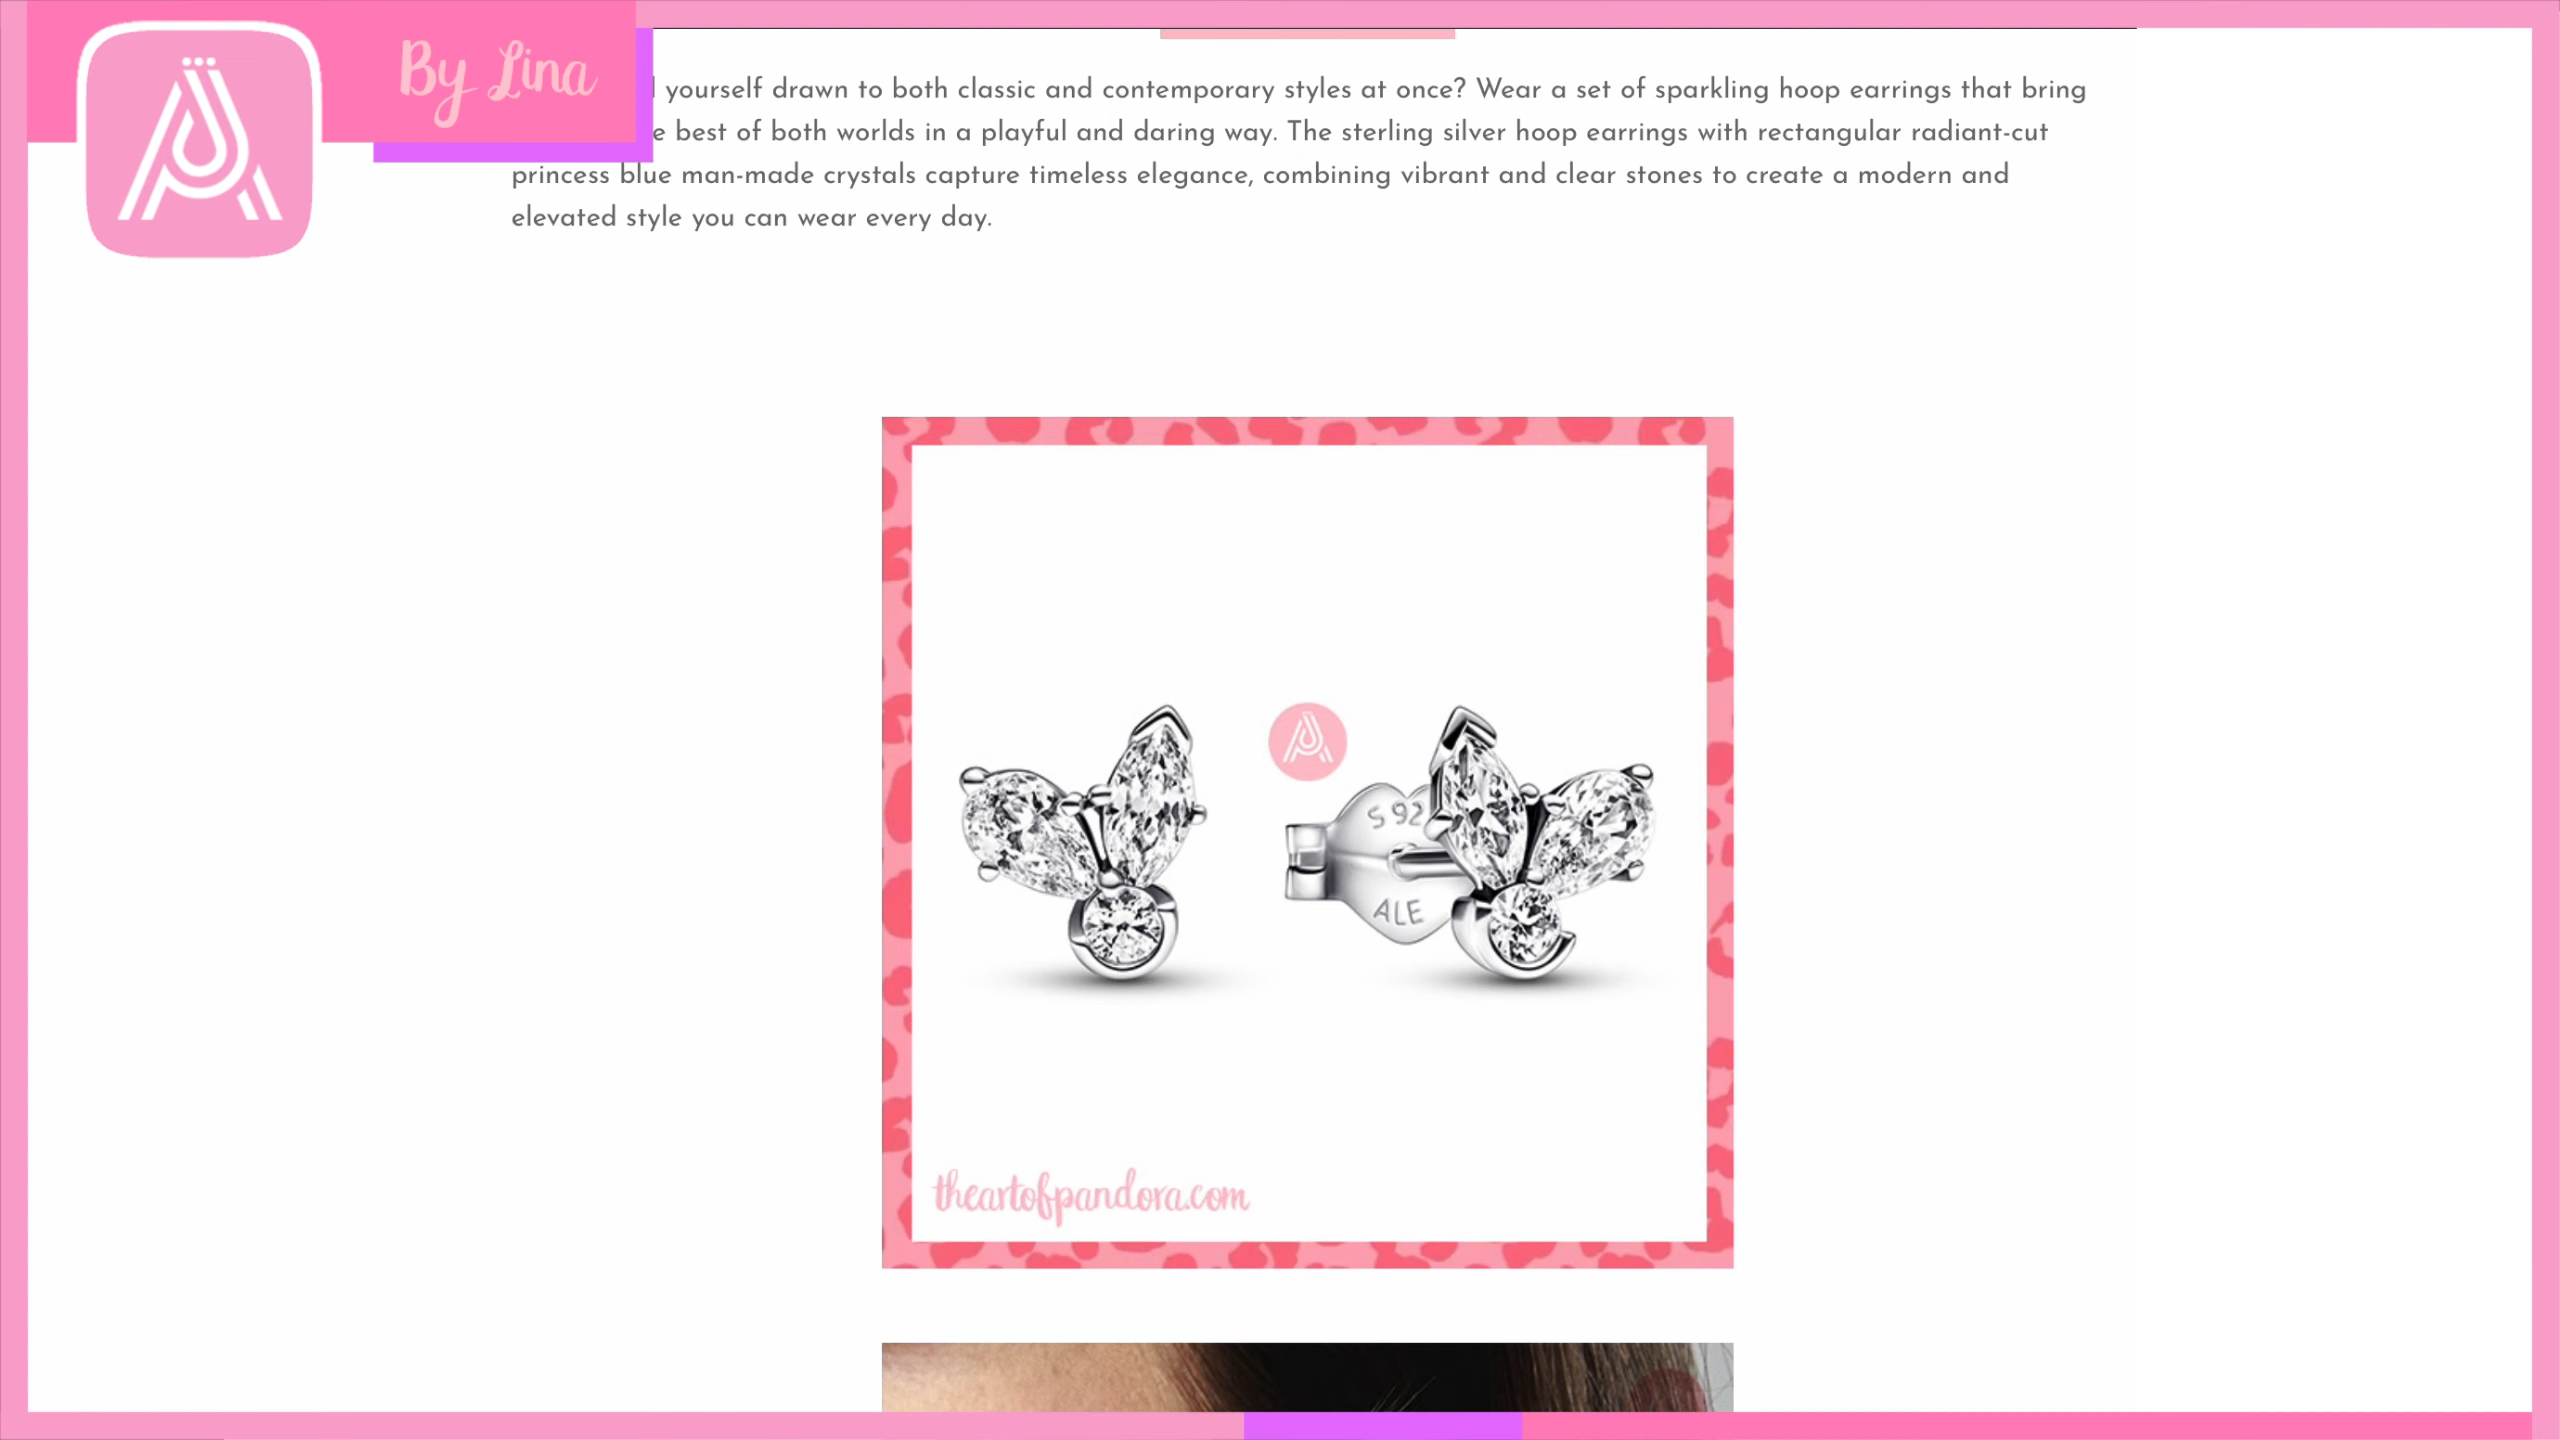 By Lina
yourself drawn to both classic and contemporary styles at once? Wear a set of sparkling hoop earrings that bring
best of both worlds in a playful and daring way. The sterling silver hoop earrings with rectangular radiant-cut
princess blue man-made crystals capture timeless elegance, combining vibrant and clear stones to create a modern and
elevated style you can wear every day.
S 92
ALE
theartofpandora.com